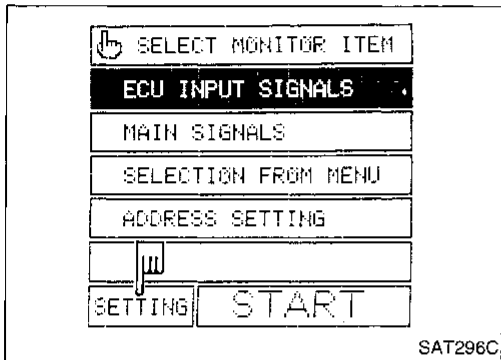 SELECT MONITOR ITEM
ECU INPUT SIGNALS
MAIN SIGNALS
SELECTION FROM MENU
ADDRESS SETTING
SETTING START
SAT296C